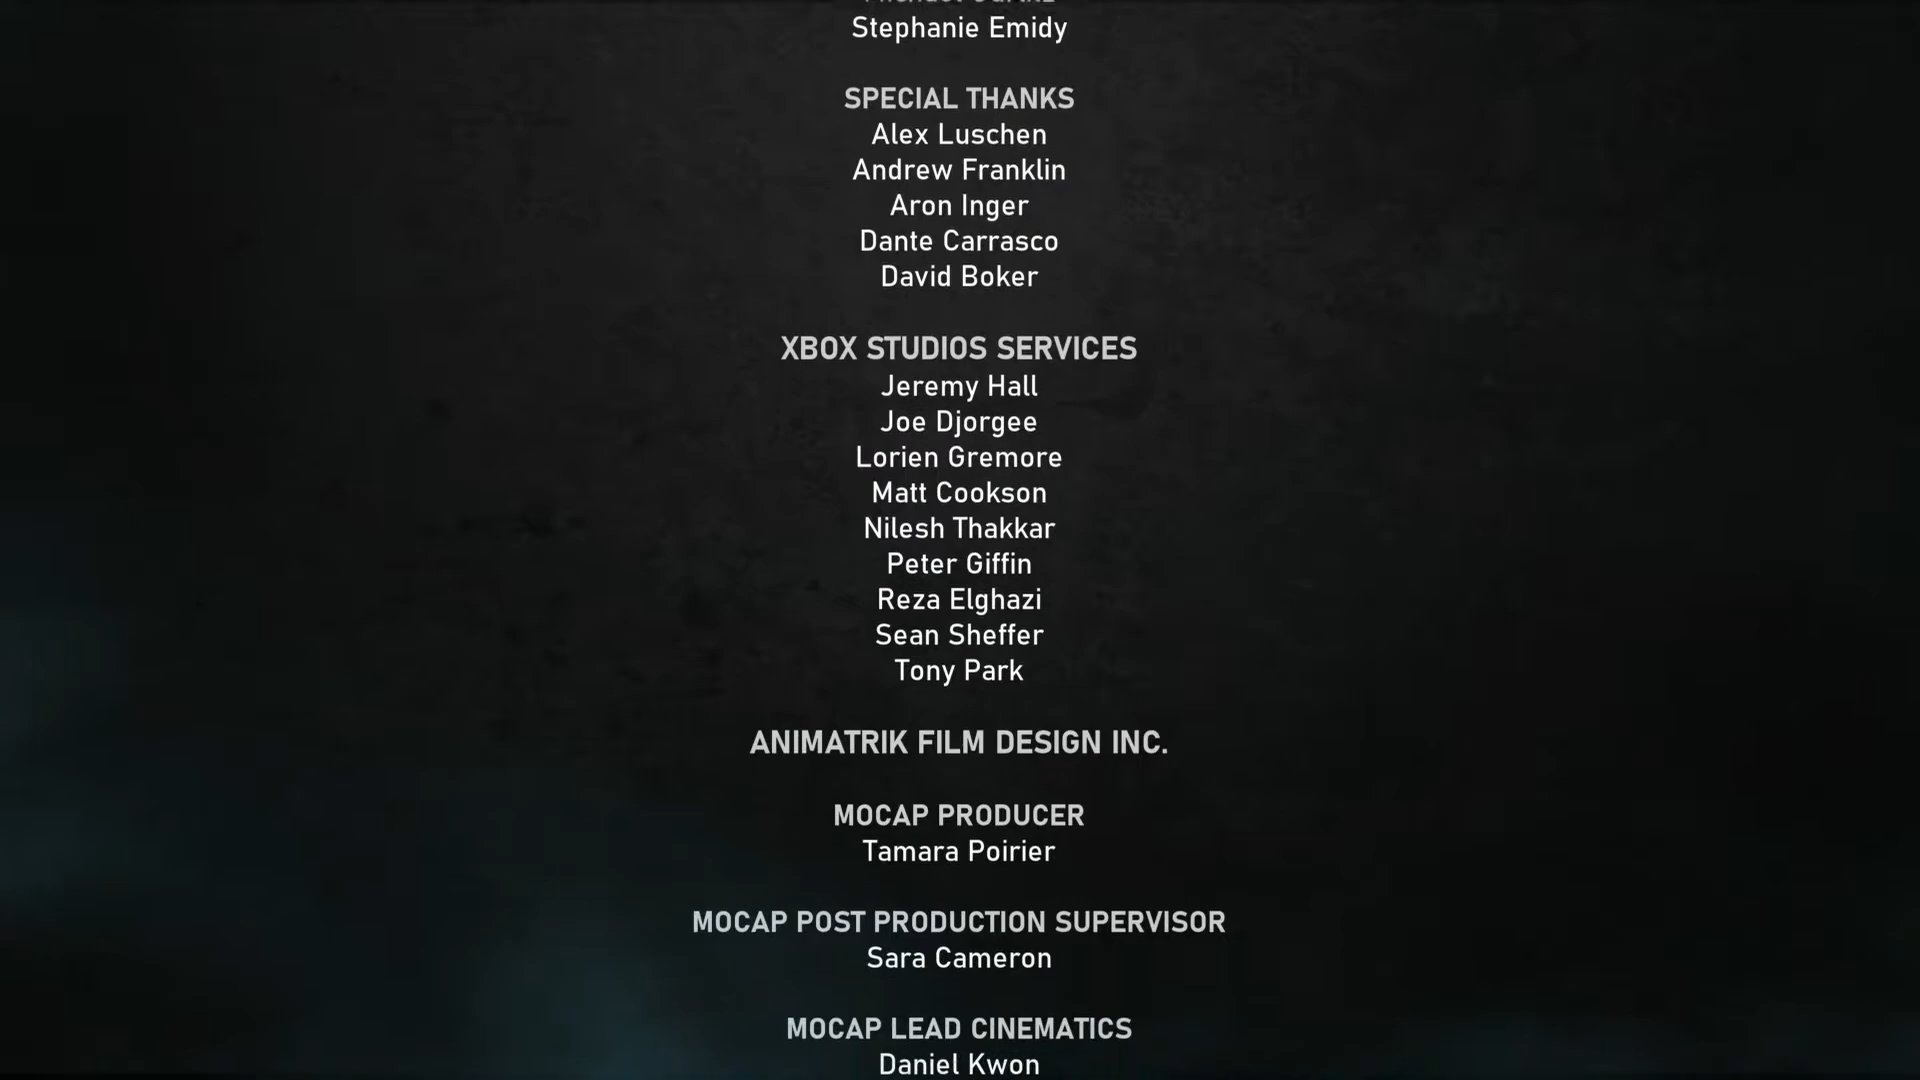 Stephanie Emidy
SPECIAL THANKS
Alex Luschen
Andrew Franklin
Aron Inger
Dante Carrasco
David Boker
XBOX STUDIOS SERVICES
Jeremy Hall
Joe Djorgee
Lorien Gremore
Matt Cookson
Nilesh Thakkar
Peter Giffin
Reza Elghazi
Sean Sheffer
Tony Park
ANIMATRIK FILM DESIGN INC.
MOCAP PRODUCER
Tamara Poirier
MOCAP POST PRODUCTION SUPERVISOR
Sara Cameron
MOCAP LEAD CINEMATICS
Daniel Kwon